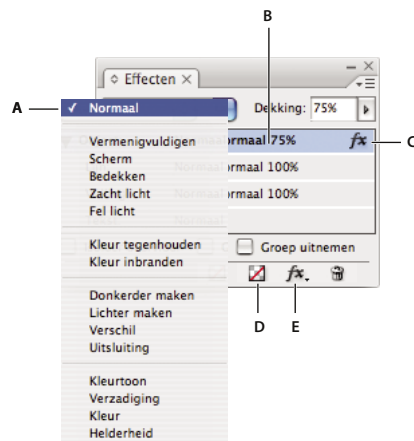 B
Effecten
A
Normaal
Dekking: 75%
Vermenigvuldigen
ormaal 75% fx
C
Scherm
ormaal 100%
Bedekken
Zacht licht
ormaal 100%
Fel licht
Kleur tegenhouden
Groep uitnemen
Kleur inbranden
fx.
Donkerder maken
Lichter maken
D E
Verschil
Uitsluiting
Kleurtoon
Verzadiging
Kleur
Helderheid